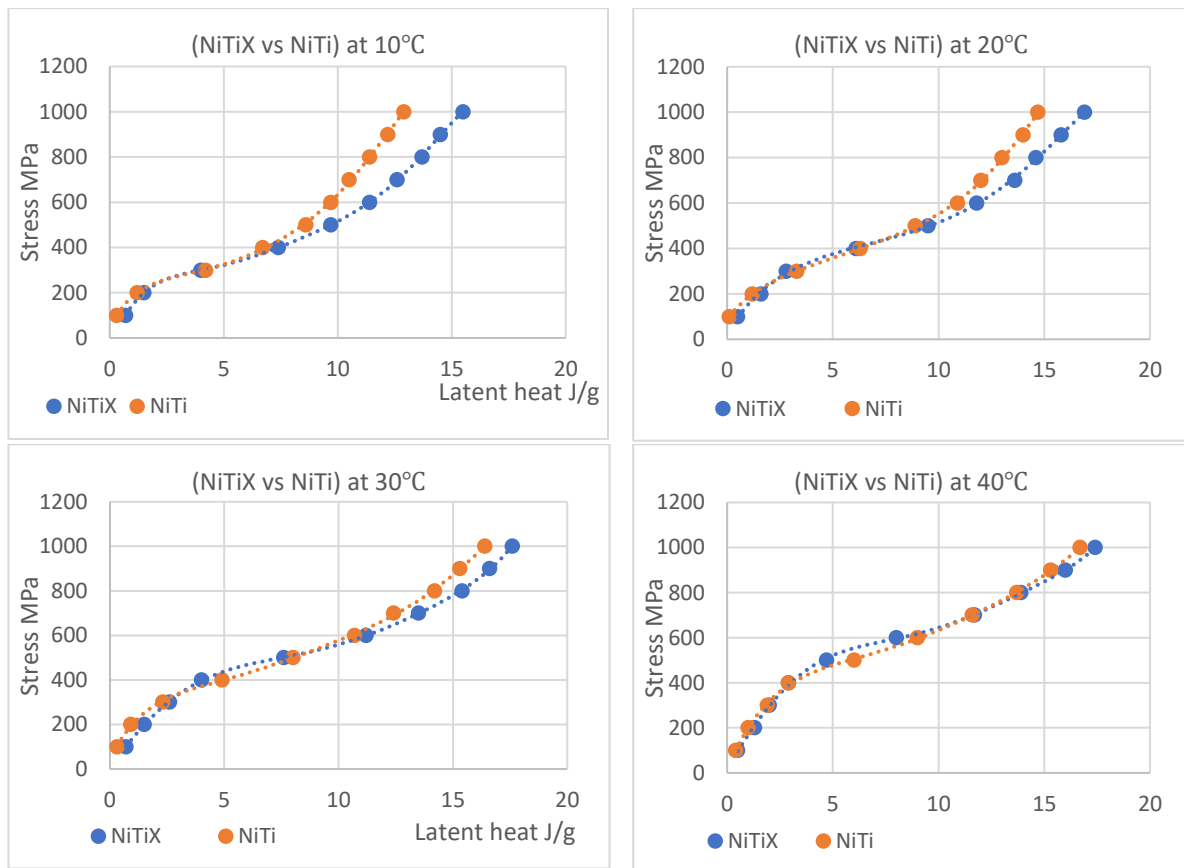 (NiTiX vs NiTi) at 10℃
Stress MPa
1200
1000
800
600
400
200
0
0 5 10 15 20
Latent heat J/g
NiTiX NiTi
(NiTiX vs NiTi) at 20℃
Stress MPa
1200
1000
800
600
400
200
0
0 5 10 15 20
NiTiX NiTi
(NiTiX vs NiTi) at 30℃
Stress MPa
1200
1000
800
600
400
200
0
0 5 10 15 20
NiTiX NiTi Latent heat J/g
(NiTiX vs NiTi) at 40℃
Stress MPa
1200
1000
800
600
400
200
0
0 5 10 15 20
NiTiX NiTi